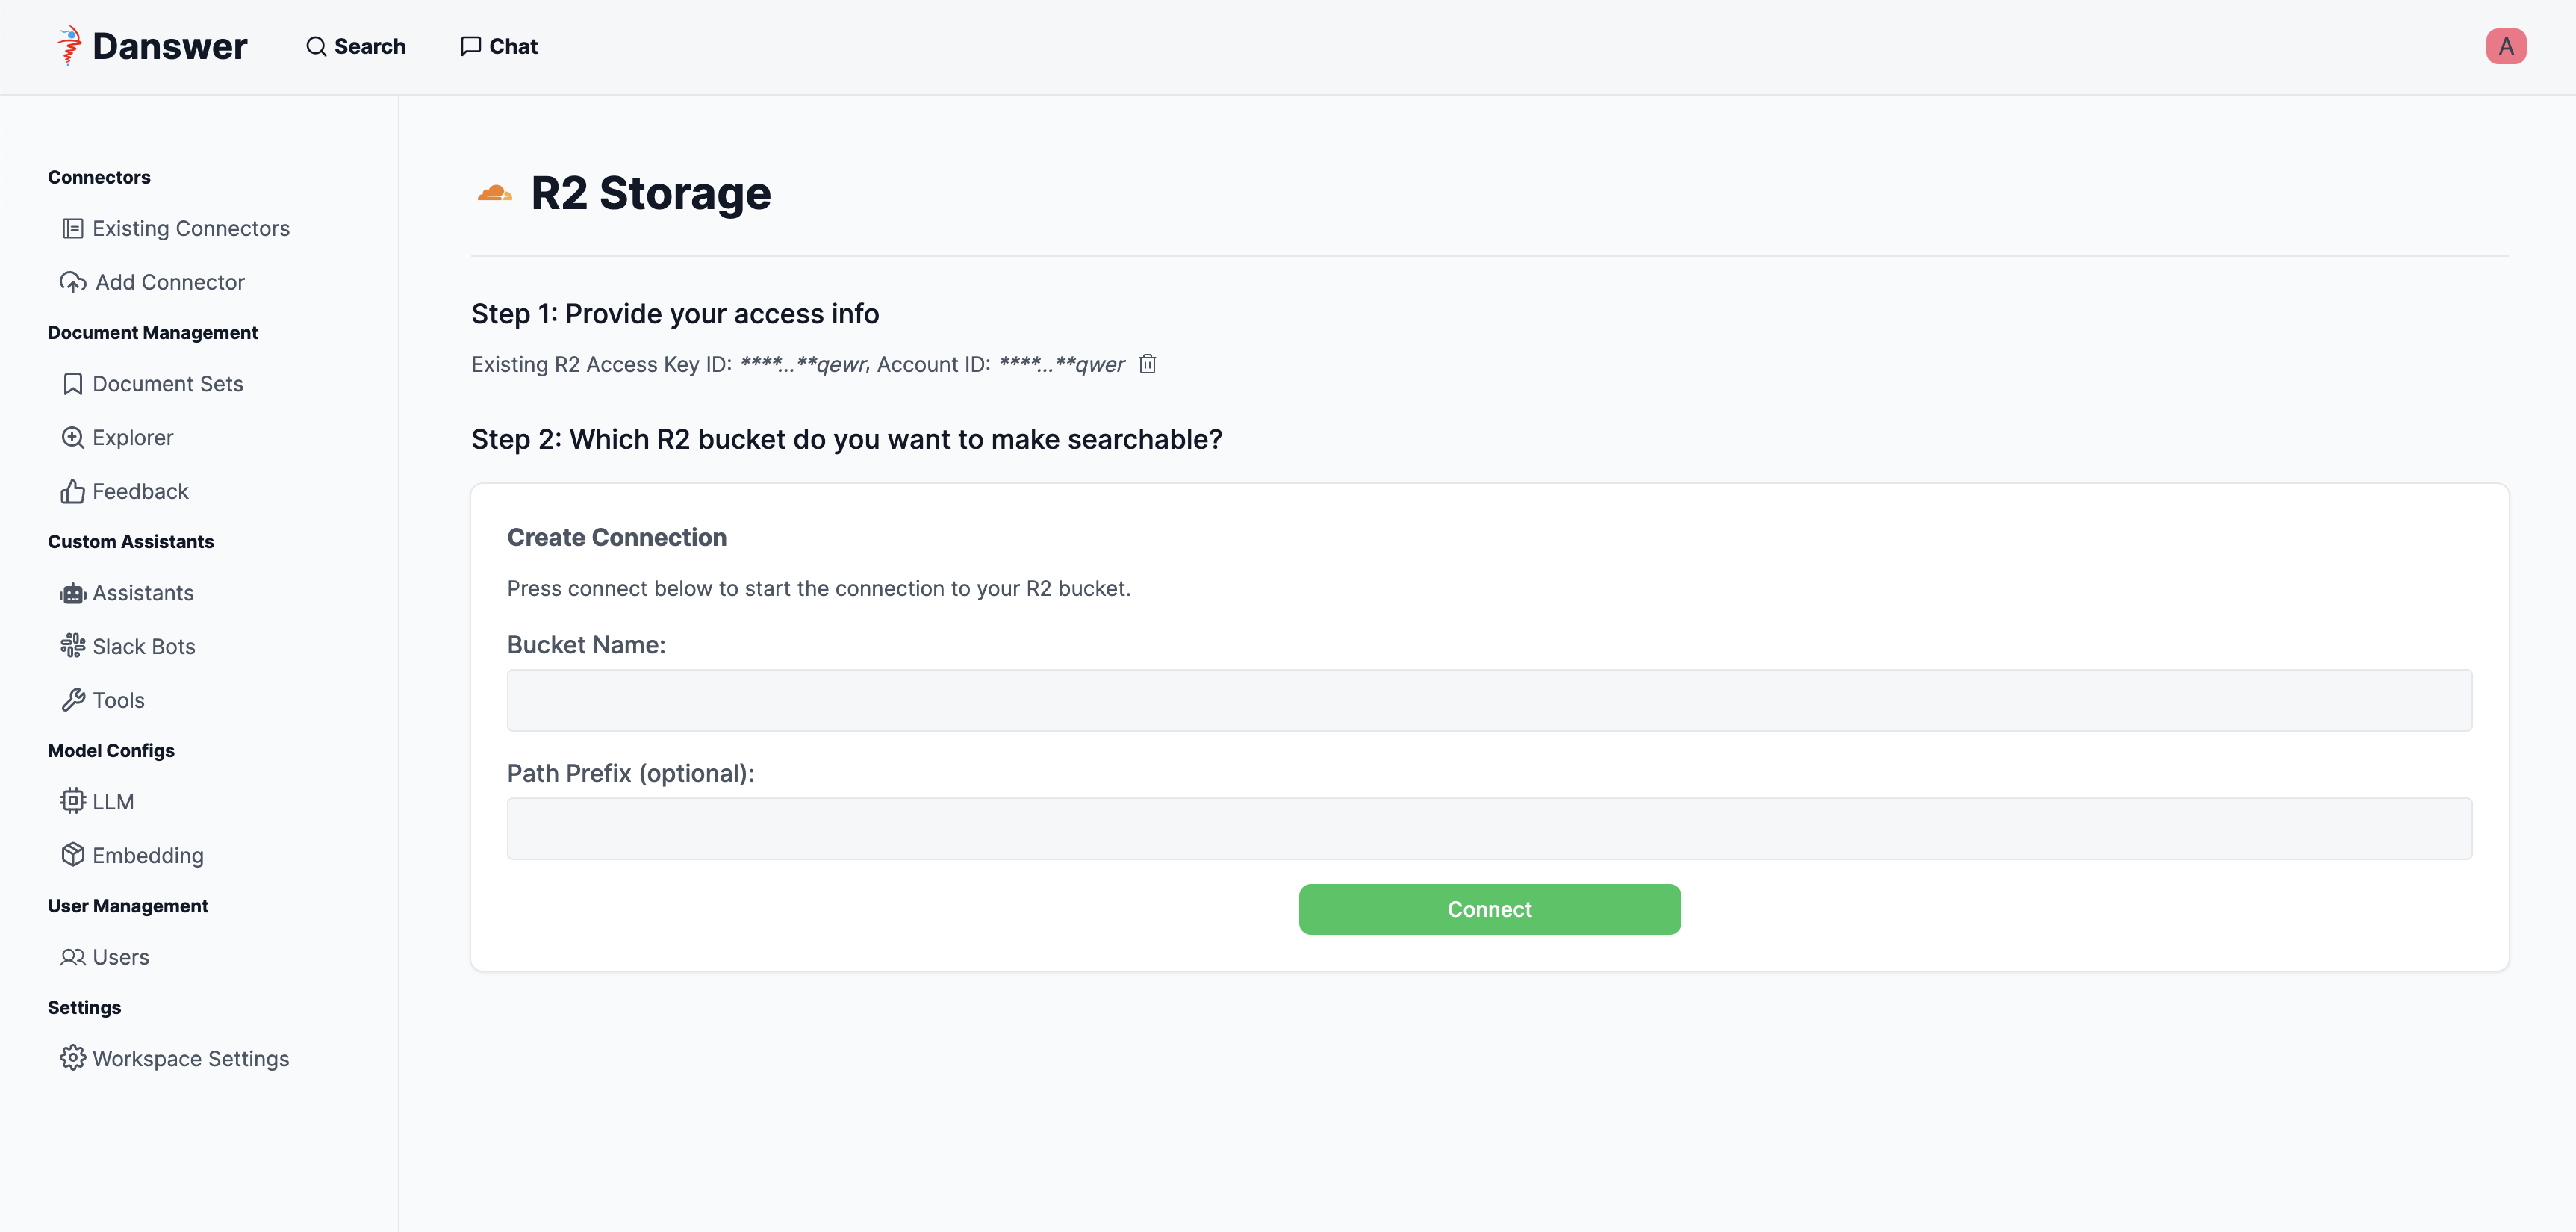 Danswer
Search
Chat
A
Connectors
Existing Connectors
Add Connector
Document Management
Document Sets
Explorer
Feedback
Custom Assistants
Assistants
Slack Bots
Tools
Model Configs
LLM
Embedding
User Management
Users
Settings
Workspace Settings
R2 Storage
Step 1: Provide your access info
Existing R2 Access Key ID: ****...**qewr, Account ID: ****...**qwer
Step 2: Which R2 bucket do you want to make searchable?
Create Connection
Press connect below to start the connection to your R2 bucket.
Bucket Name:
Path Prefix (optional):
Connect